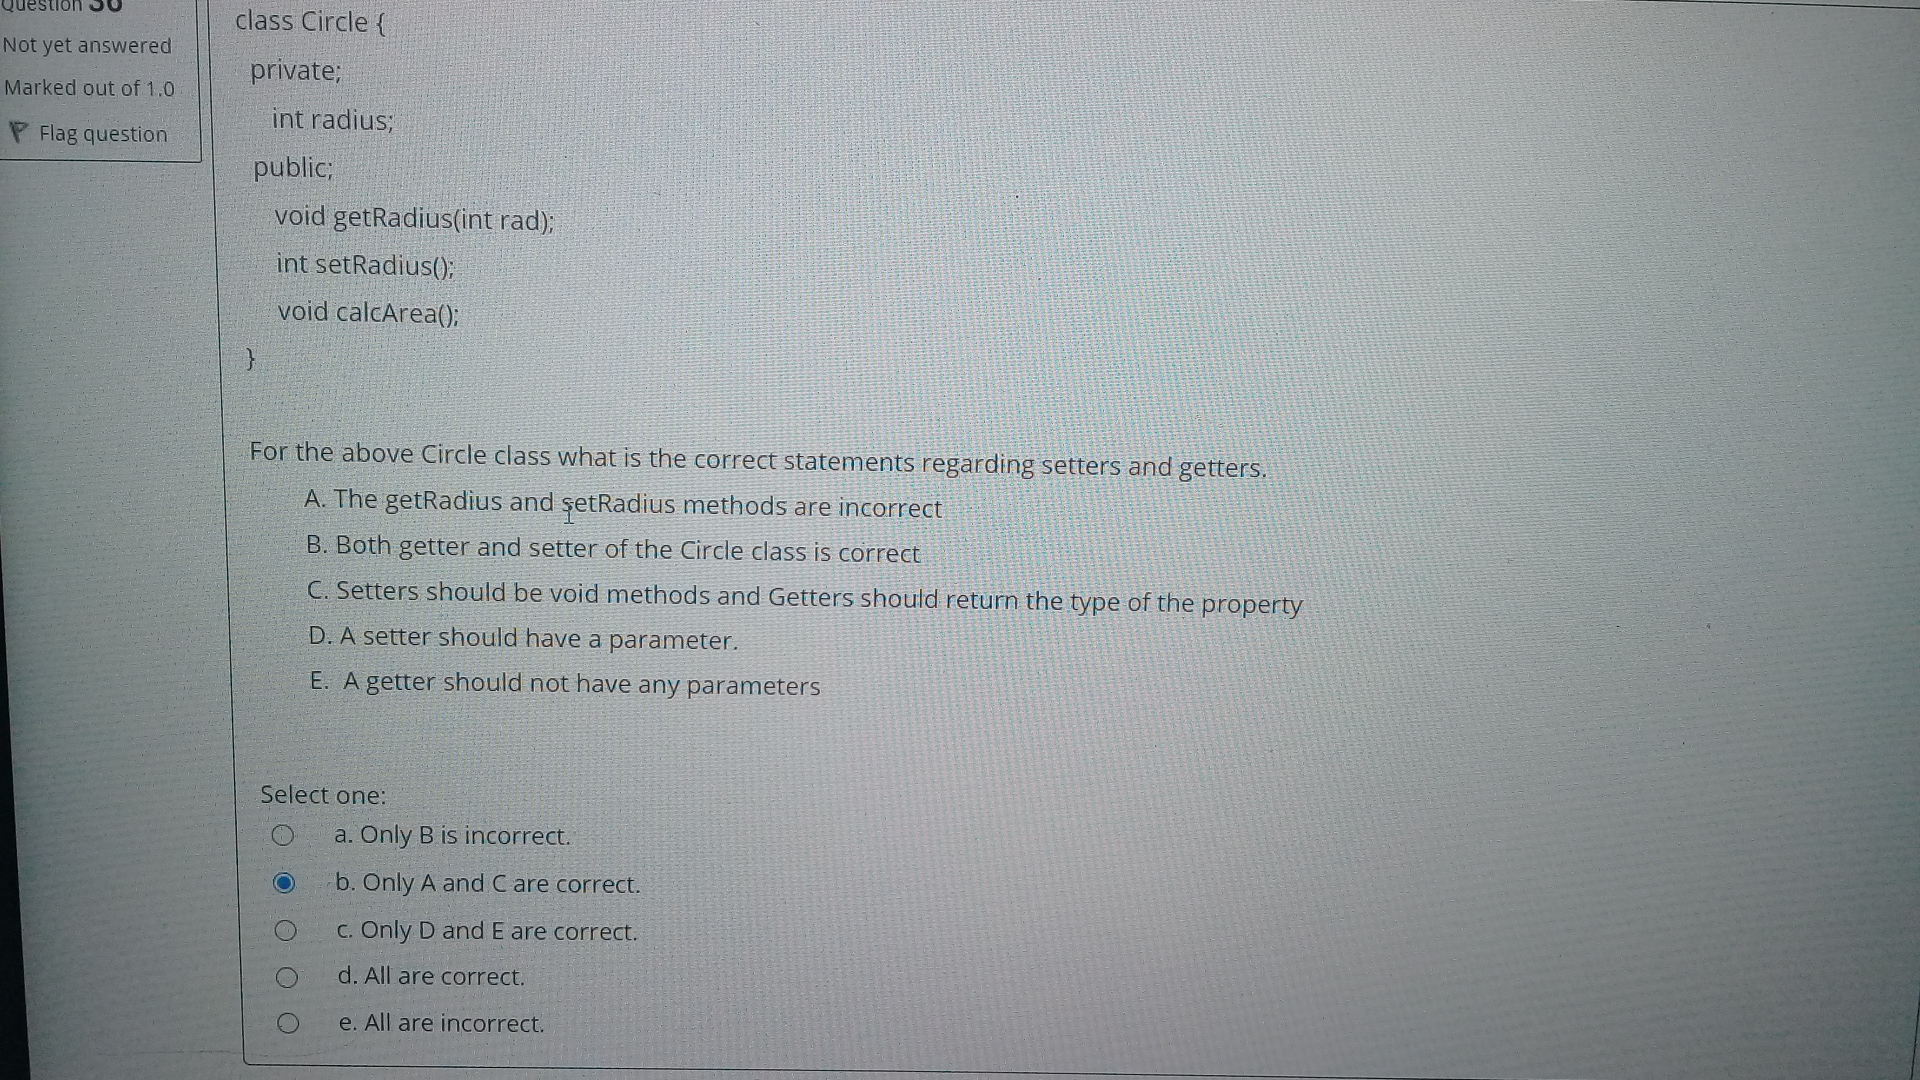 Question 36
Not yet answered
Marked out of 1.0
Flag question
class Circle {
private;
int radius;
public;
void getRadius(int rad);
int setRadius();
void calcArea();
}
For the above Circle class what is the correct statements regarding setters and getters.
A. The getRadius and setRadius methods are incorrect
B. Both getter and setter of the Circle class is correct
C. Setters should be void methods and Getters should return the type of the property
D. A setter should have a parameter.
E. A getter should not have any parameters
Select one:
a. Only B is incorrect.
b. Only A and C are correct.
c. Only D and E are correct.
d. All are correct.
e. All are incorrect.